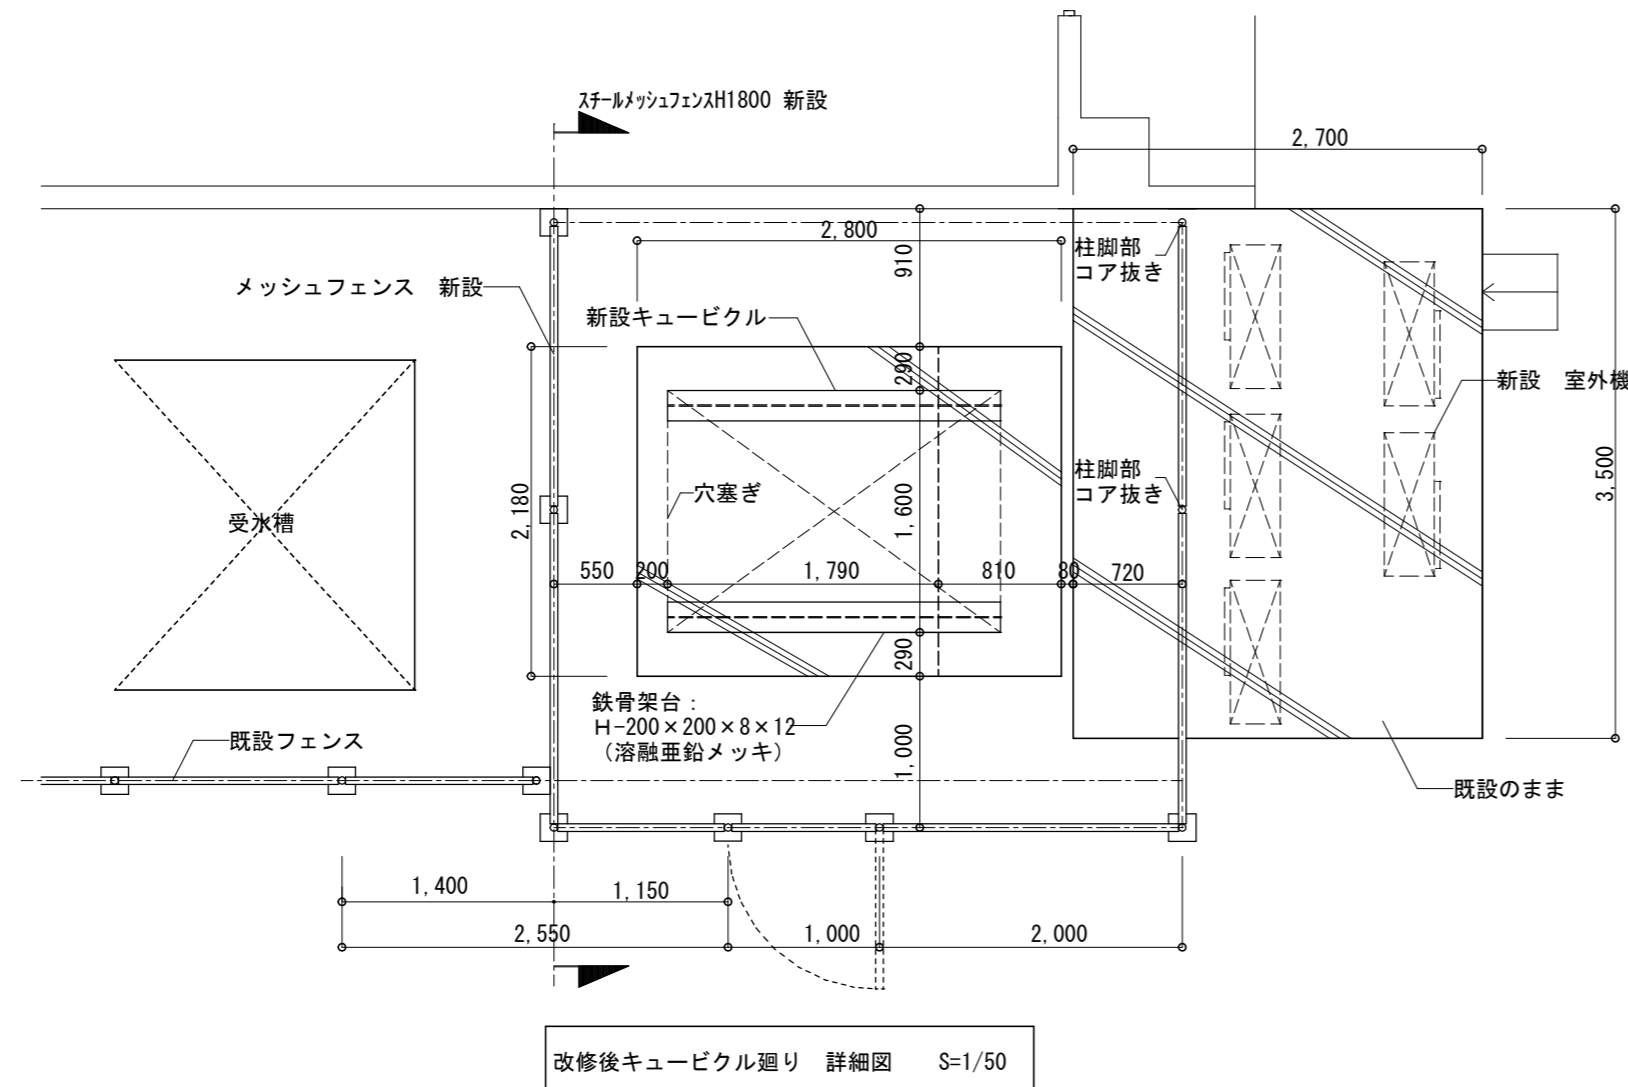 スチールメッシュフェンスH1800 新設
2,700
2,800
910
柱脚部
コア抜き
メッシュフェンス 新設
新設キュービクル
290
新設 室外機
柱脚部
コア抜き
穴塞ぎ
2,180
1,600
3,500
受水槽
550
200
1,790
810
80
720
290
鉄骨架台：
H-200×200×8×12
（溶融亜鉛メッキ）
1,000
既設フェンス
既設のまま
1,400
1,150
2,550
1,000
2,000
改修後キュービクル廻り 詳細図 S=1/50